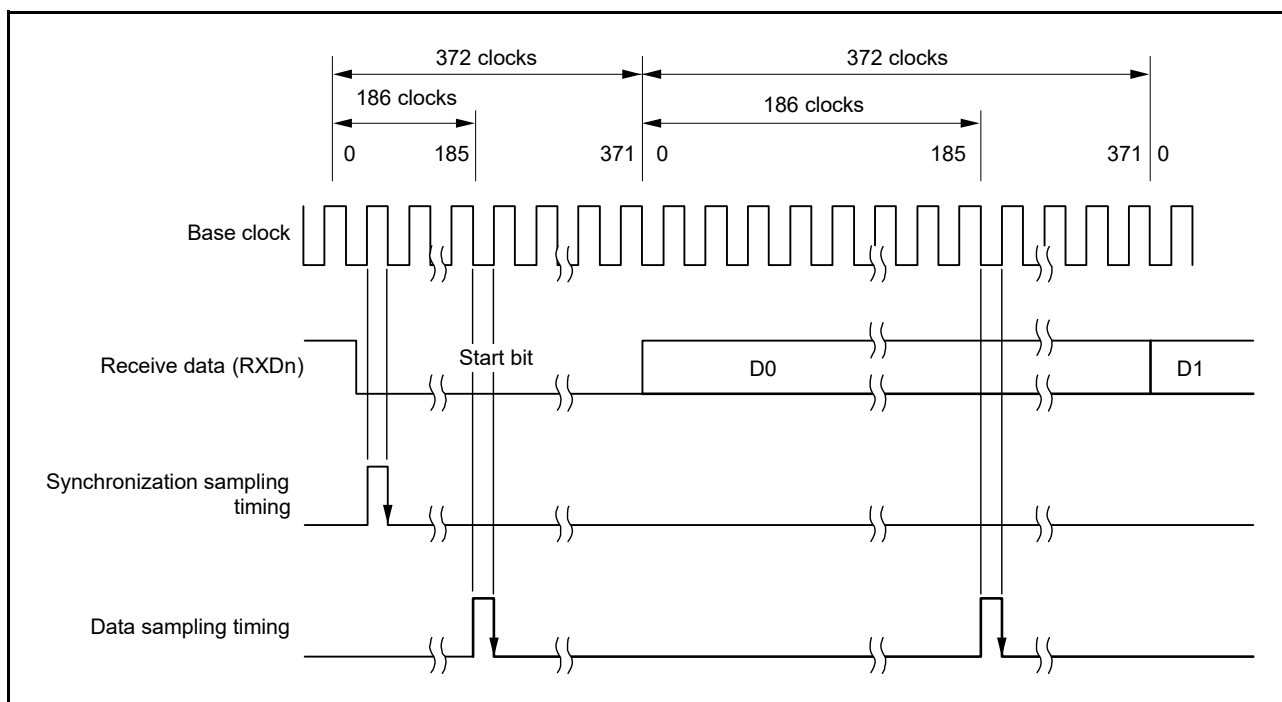 372 clocks
372 clocks
186 clocks
186 clocks
0
185
371
0
185
371
0
Base clock
Receive data (RXDn)
Start bit
D0
D1
Synchronization sampling
timing
Data sampling timing